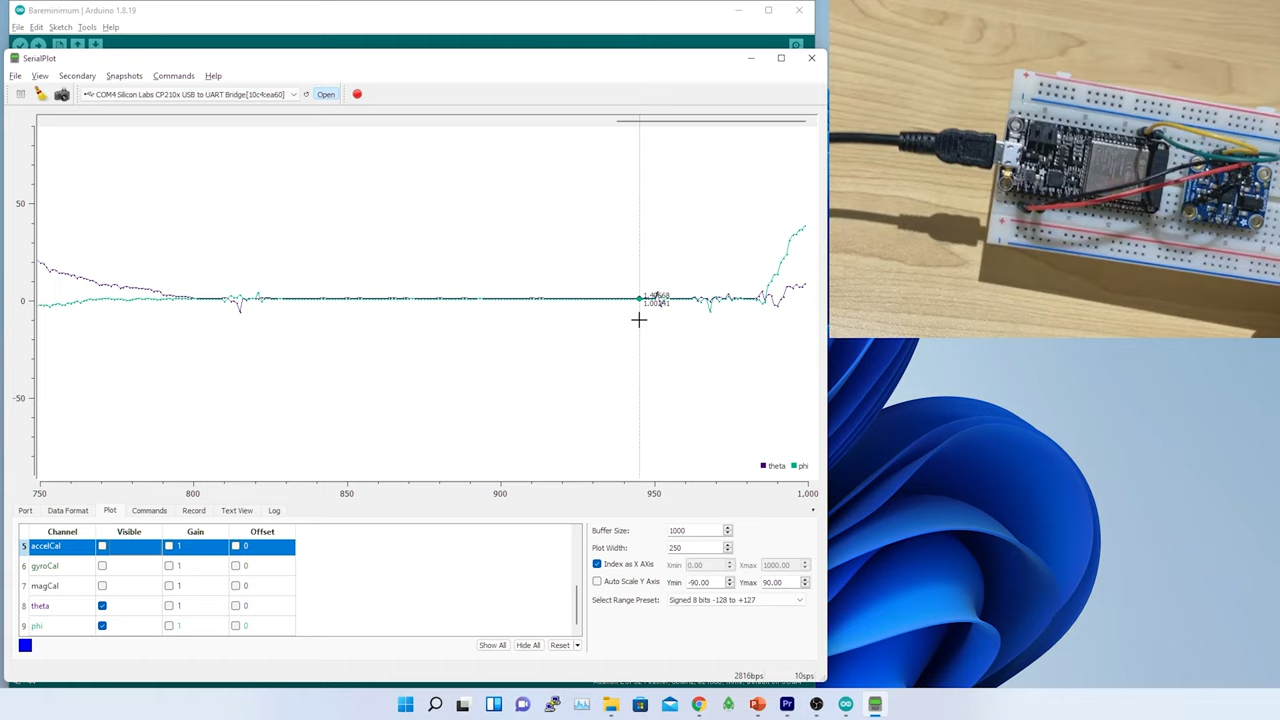 Bareminimum | Arduino 1.8.19
File Edit Sketch Tools Help
SerialPlot
File View Secondary Snapshots Commands Help
COM4 Silicon Labs CP210x USB to UART Bridge[10c4:ea60] Open
50
0
-50
1.00241
theta phi
750 800 850 900 950 1,000
Port Data Format Plot Commands Record Text View Log
Channel Visible Gain Offset
5 accelCal 1 0
6 gyroCal 1 0
7 magCal 1 0
8 theta 1 0
9 phi 1 0
Show All Hide All Reset
Buffer Size: 1000
Plot Width: 250
Index as X AXis Xmin 0.00 Xmax 1000.00
Auto Scale Y Axis Ymin -90.00 Ymax 90.00
Select Range Preset: Signed 8 bits -128 to +127
2816bps 10sps